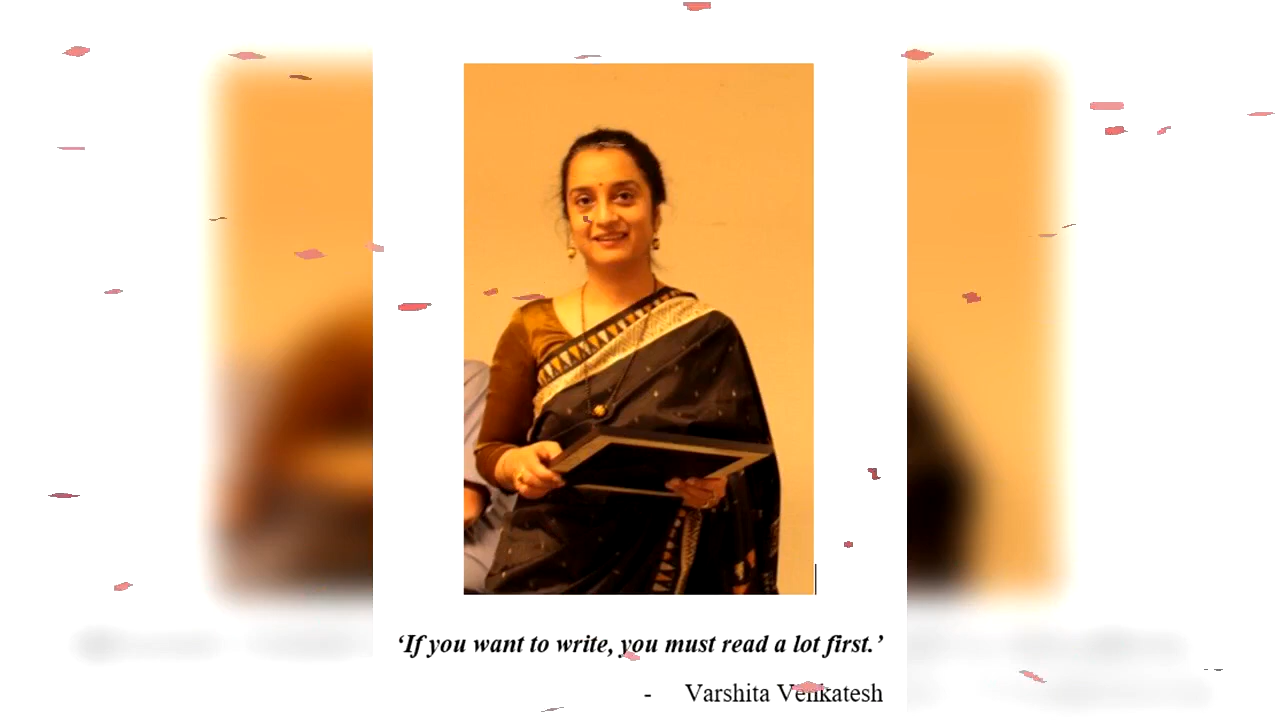 ‘If you want to write, you must read a lot first.’
- Varshita Venkatesh